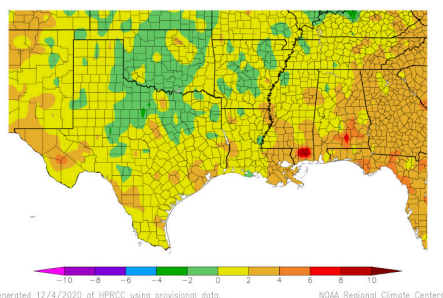 -10 -8 -6 -4 -2 0 2 4 6 8 10
enerated 12/4/2020 at HPRCC using provisional data. NOAA Regional Climate Center